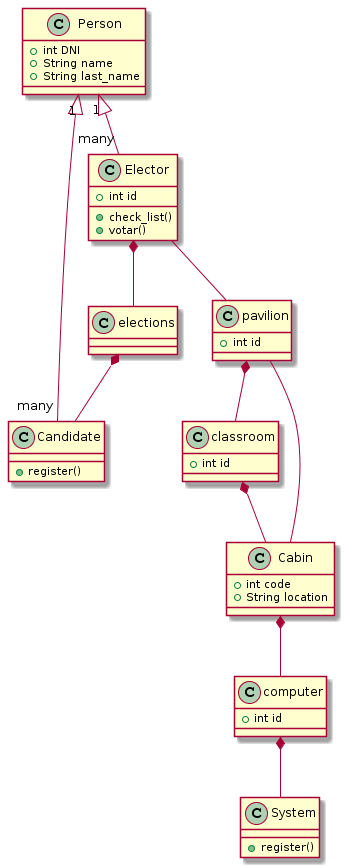 C Person
int DNI
String name
String last_name
1
1
many
C Elector
int id
check_list()
votar()
C elections
C pavilion
int id
many
C Candidate
register()
C classroom
int id
C Cabin
int code
String location
C computer
int id
C System
register()